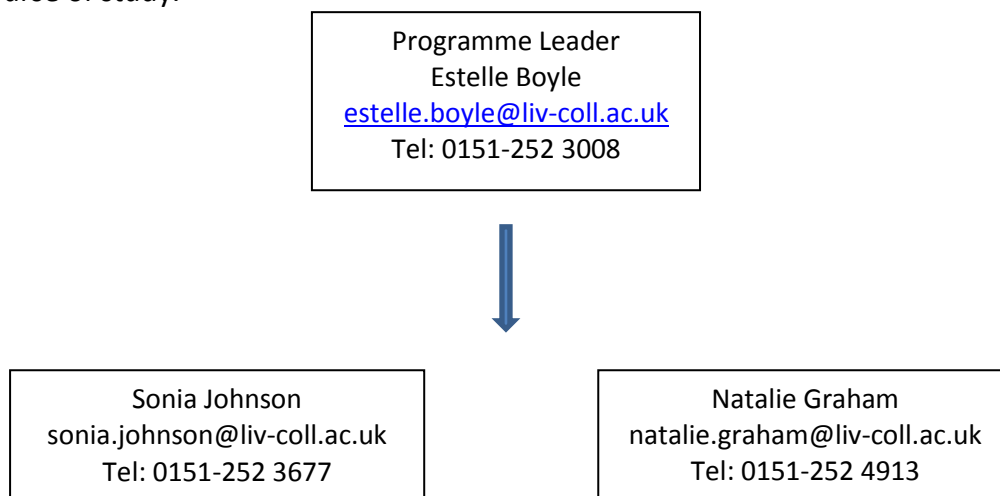 of study.
Programme Leader
Estelle Boyle
estelle.boyle@liv-coll.ac.uk
Tel: 0151-252 3008
Sonia Johnson
sonia.johnson@liv-coll.ac.uk
Tel: 0151-252 3677
Natalie Graham
natalie.graham@liv-coll.ac.uk
Tel: 0151-252 4913